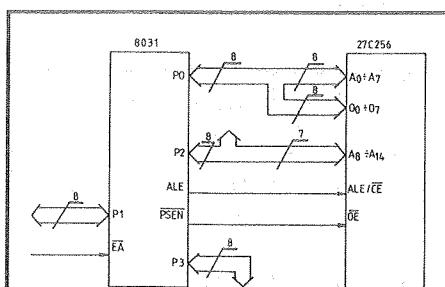 8031 27C256
P0 8 8 A0÷A7
8 O0÷O7
P2 8 7 A8÷A14
ALE ALE/CE
8 P1 PSEN OE
EA P3 8